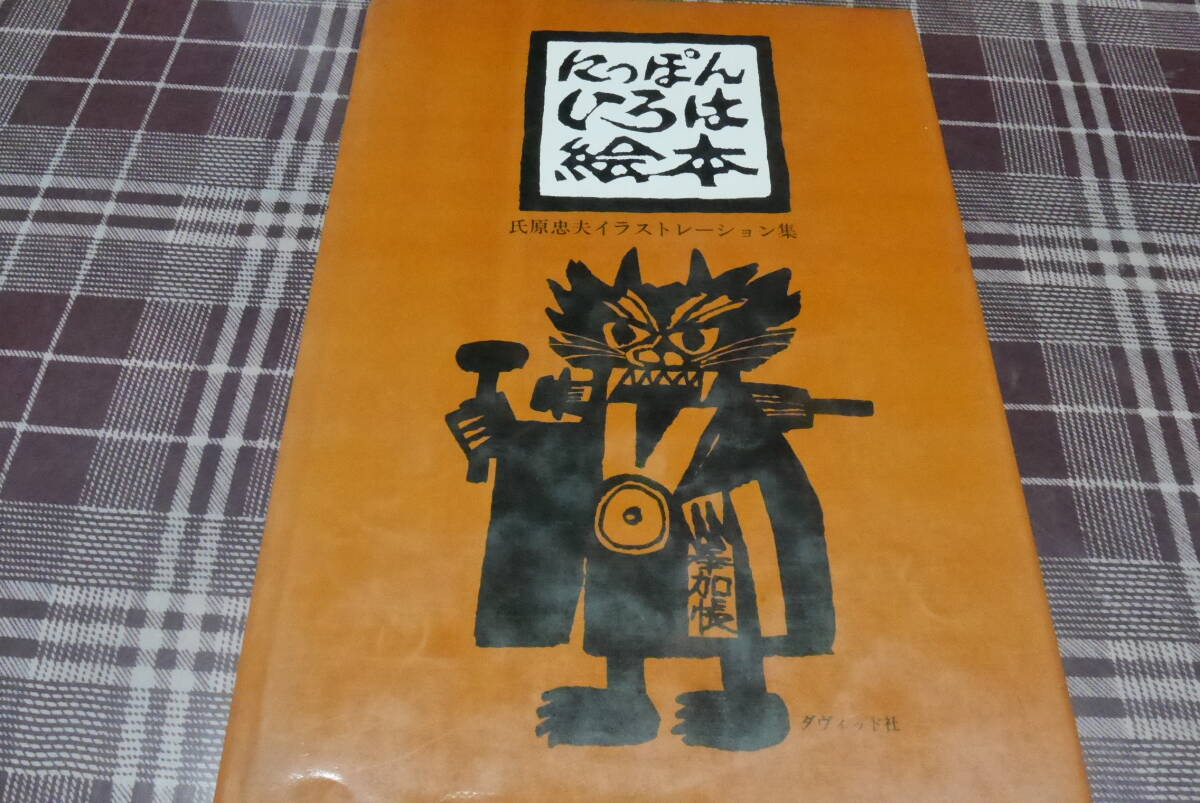 にっぽん
いろは
絵本
氏原忠夫イラストレーション集
奉加帳
ダヴィッド社